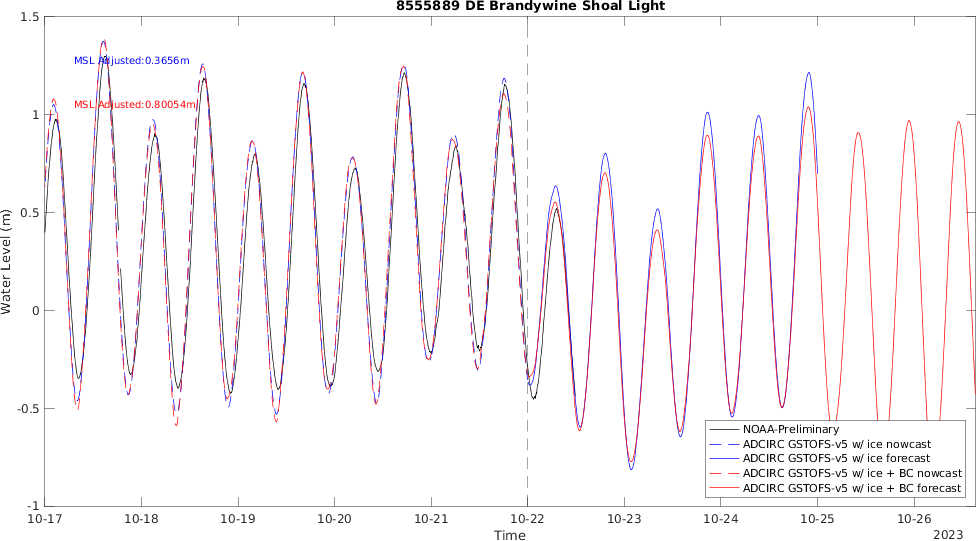 8555889 DE Brandywine Shoal Light
1.5
1
0.5
0
-0.5
-1
Water Level (m)
MSL Adjusted:0.3656m
MSL Adjusted:0.80054m
NOAA-Preliminary
ADCIRC GSTOFS-v5 w/ ice nowcast
ADCIRC GSTOFS-v5 w/ ice forecast
ADCIRC GSTOFS-v5 w/ ice + BC nowcast
ADCIRC GSTOFS-v5 w/ ice + BC forecast
10-17 10-18 10-19 10-20 10-21 10-22 10-23 10-24 10-25 10-26
Time
2023